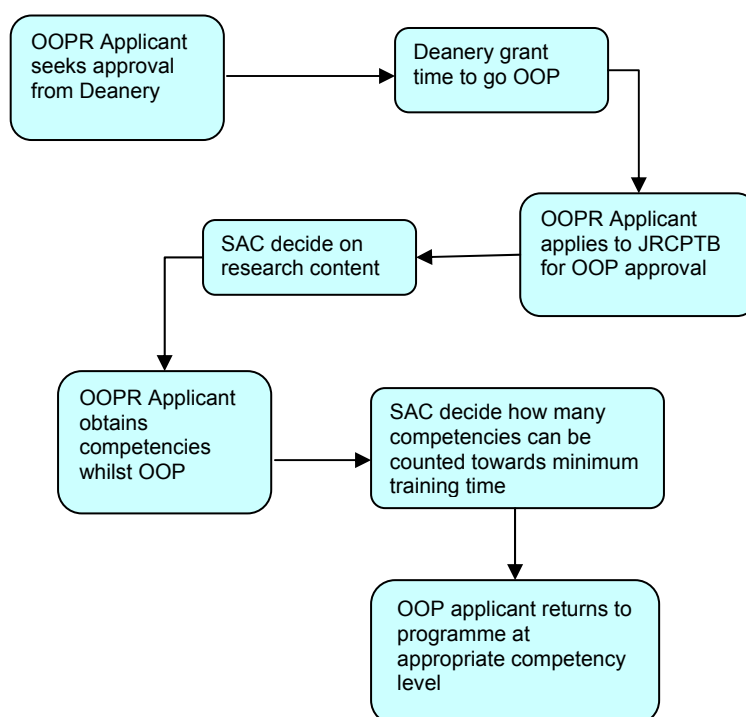 OOPR Applicant
seeks approval
from Deanery
Deanery grant
time to go OOP
OOPR Applicant
applies to JRCPTB
for OOP approval
SAC decide on
research content
OOPR Applicant
obtains
competencies
whilst OOP
SAC decide how many
competencies can be
counted towards minimum
training time
OOP applicant returns to
programme at
appropriate competency
level